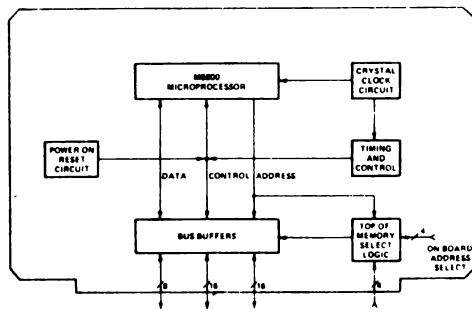 M6800
MICROPROCESSOR
CRYSTAL
CLOCK
CIRCUIT
POWER ON
RESET
CIRCUIT
TIMING
AND
CONTROL
DATA
CONTROL
ADDRESS
BUS BUFFERS
TOP OF
MEMORY
SELECT
LOGIC
4
ON BOARD
ADDRESS
SELECT
8
16
16